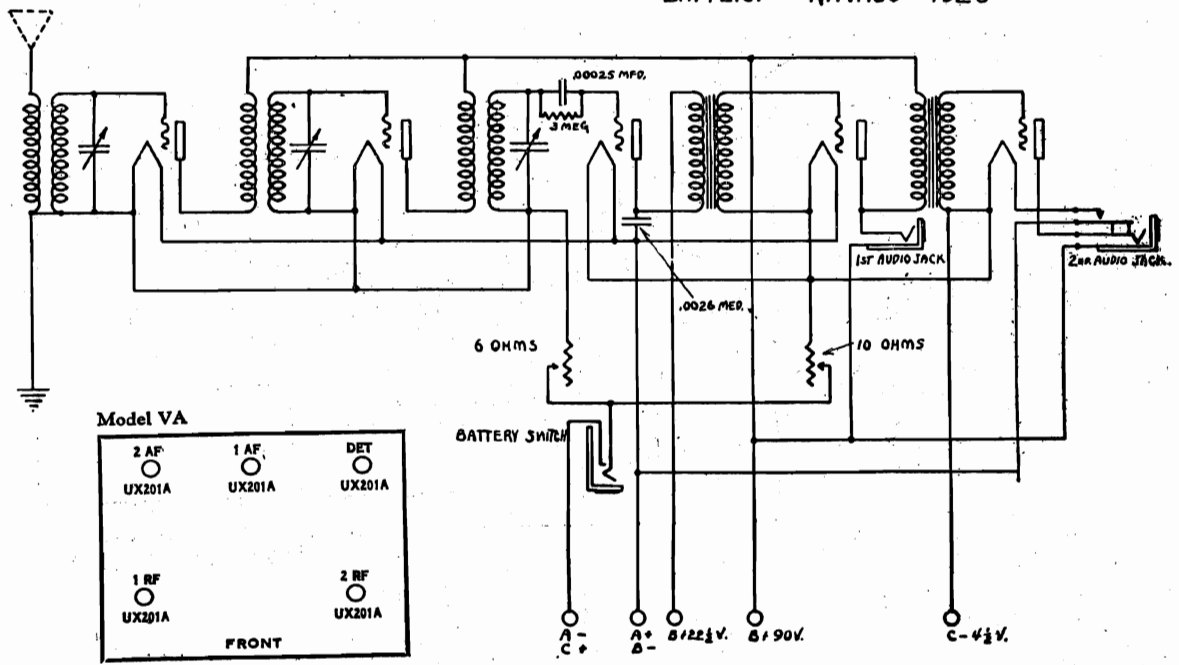 .00025 MFD.
3 MEG
1ST AUDIO JACK
2ND AUDIO JACK.
.0026 MED.
6 OHMS
10 OHMS
BATTERY SWITCH
Model VA
2 AF
1 AF
DET
UX201A
UX201A
UX201A
1 RF
2 RF
UX201A
UX201A
FRONT
A -
C +
A +
B -
B+22½V.
B+90V.
C-4½V.